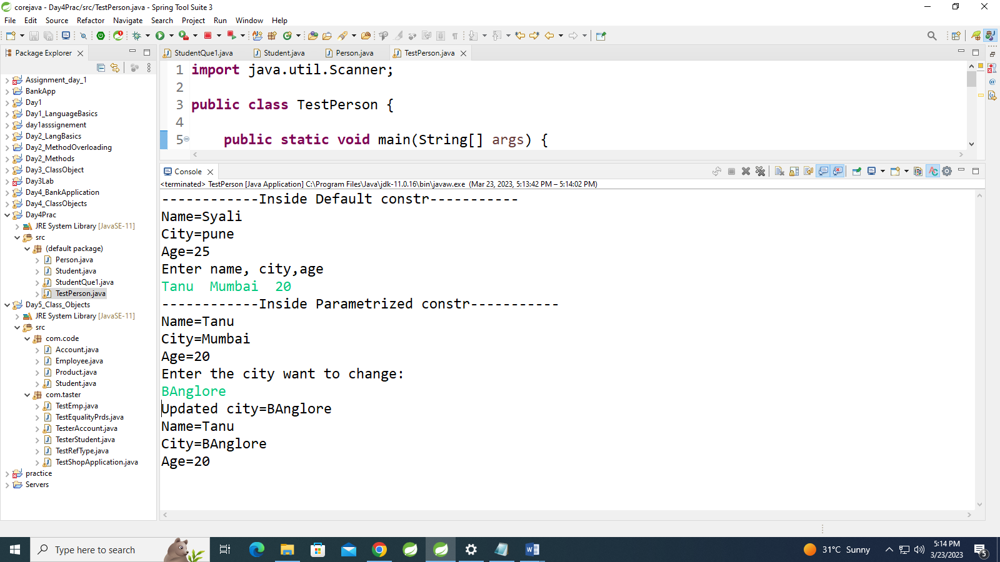 corejava - Day4Prac/src/TestPerson.java - Spring Tool Suite 3
File Edit Source Refactor Navigate Search Project Run Window Help
Package Explorer
StudentQue1.java Student.java Person.java TestPerson.java
Assignment_day_1
BankApp
Day1
Day1_LanguageBasics
day1asssignement
Day2_LangBasics
Day2_MethodOverloading
Day2_Methods
Day3_ClassObject
Day3Lab
Day4_BankApplication
Day4_ClassObjects
Day4Prac
JRE System Library [JavaSE-11]
src
(default package)
Person.java
Student.java
StudentQue1.java
TestPerson.java
Day5_Class_Objects
JRE System Library [JavaSE-11]
src
com.code
Account.java
Employee.java
Product.java
Student.java
com.taster
TestEmp.java
TestEqualityPrds.java
TesterAccount.java
TesterStudent.java
TestRefType.java
TestShopApplication.java
practice
Servers
1 import java.util.Scanner;
2
3 public class TestPerson {
4
5 public static void main(String[] args) {
Console
<terminated> TestPerson [Java Application] C:\Program Files\Java\jdk-11.0.16\bin\javaw.exe (Mar 23, 2023, 5:13:42 PM – 5:14:02 PM)
------------Inside Default constr-----------
Name=Syali
City=pune
Age=25
Enter name, city,age
Tanu  Mumbai  20
------------Inside Parametrized constr-----------
Name=Tanu
City=Mumbai
Age=20
Enter the city want to change:
BAnglore
Updated city=BAnglore
Name=Tanu
City=BAnglore
Age=20
Type here to search
31°C Sunny
5:14 PM
3/23/2023
5